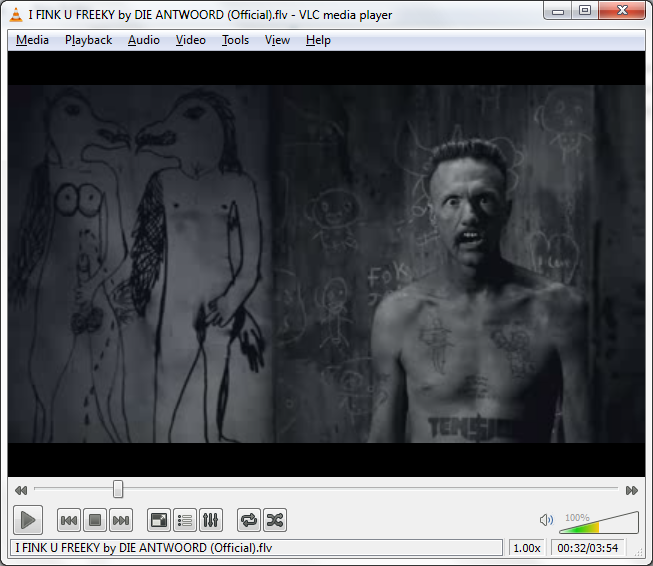 I FINK U FREEKY by DIE ANTWOORD (Official).flv - VLC media player
Media Playback Audio Video Tools View Help
FOK
100%
I FINK U FREEKY by DIE ANTWOORD (Official).flv 1.00x 00:32/03:54